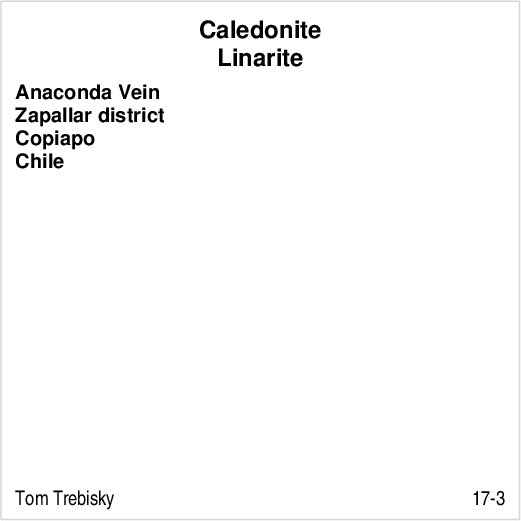 Caledonite
Linarite
Anaconda Vein
Zapallar district
Copiapo
Chile
Tom Trebisky
17-3